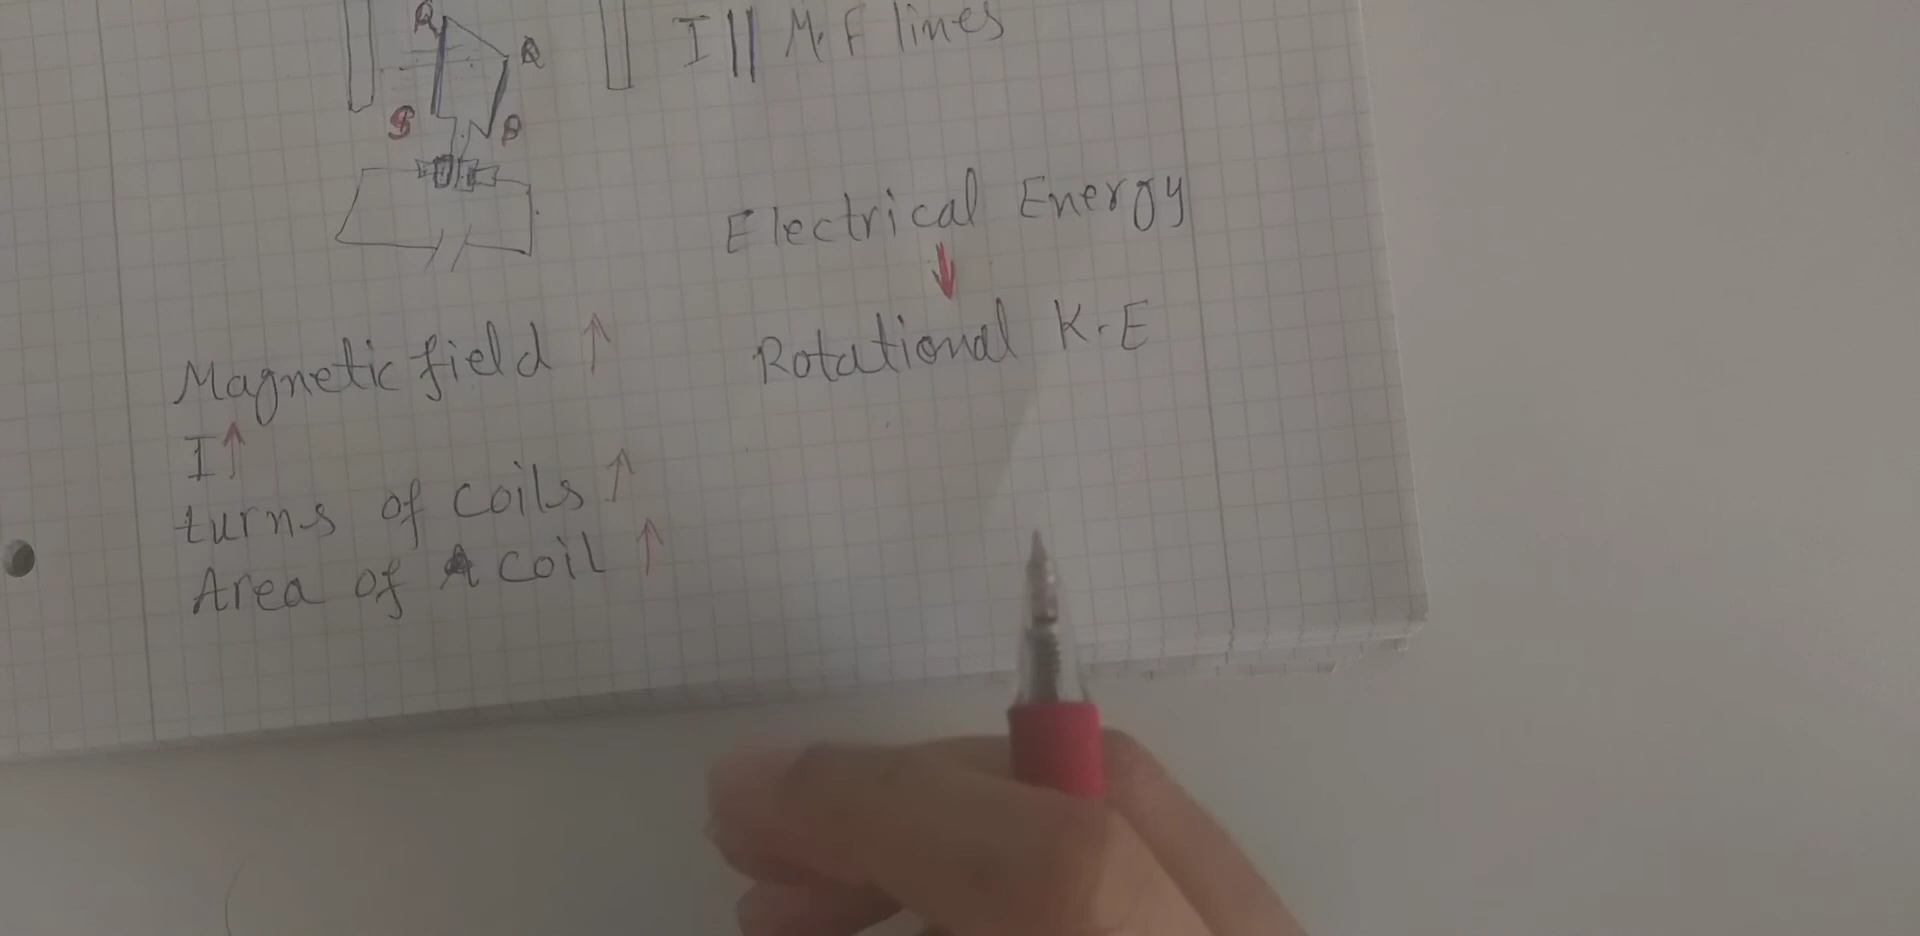 R
Q
S
P
I || M.F lines
Electrical Energy
↓
Rotational K.E
Magnetic field ↑
I↑
turns of coils ↑
Area of A coil ↑